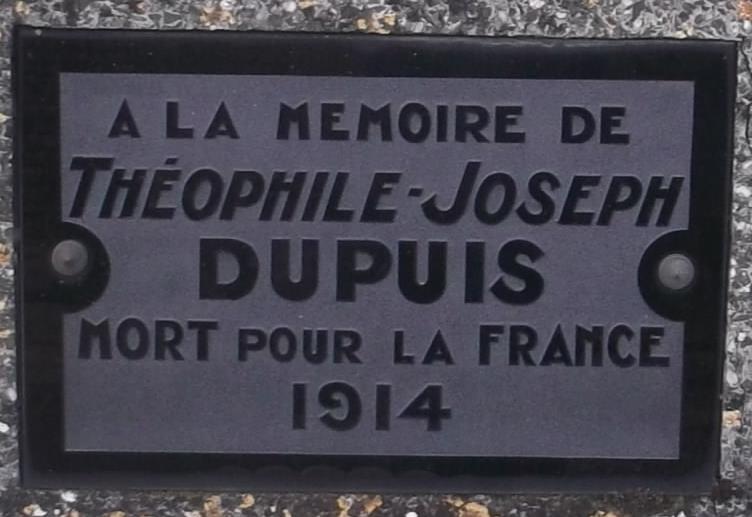 A LA MEMOIRE DE
THÉOPHILE-JOSEPH
DUPUIS
MORT POUR LA FRANCE
1914